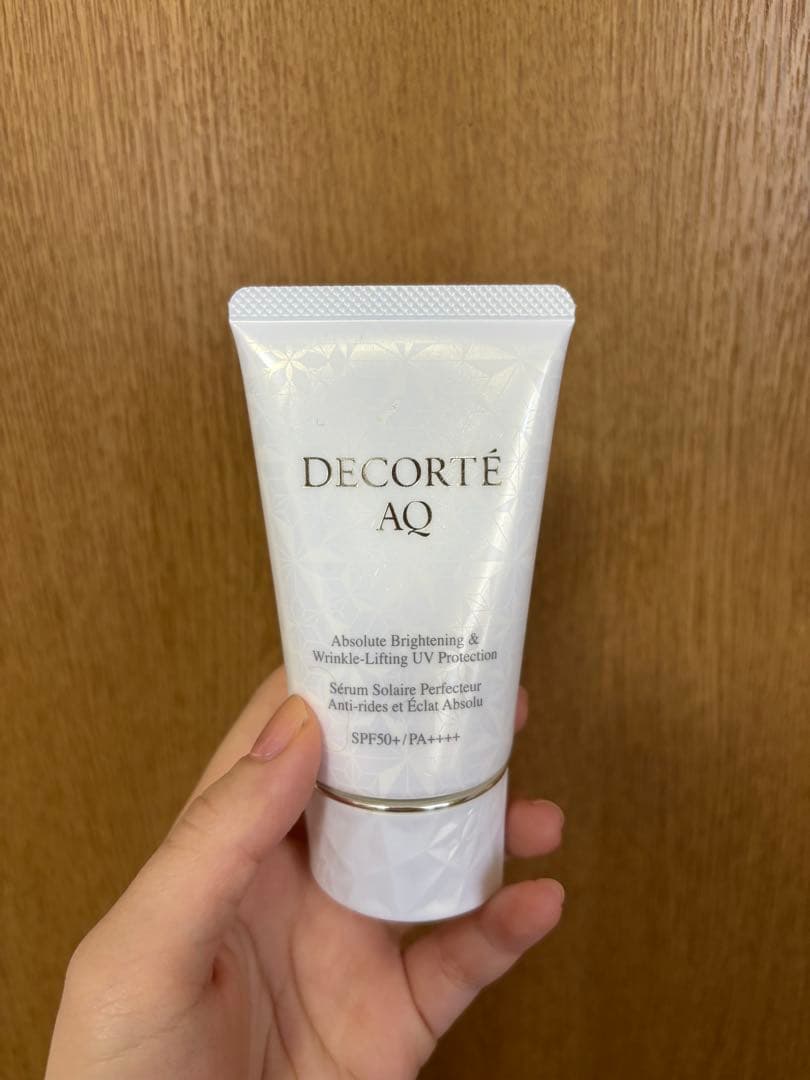 DECORTÉ
AQ
Absolute Brightening &
Wrinkle-Lifting UV Protection
Sérum Solaire Perfecteur
Anti-rides et Éclat Absolu
SPF50+/PA++++